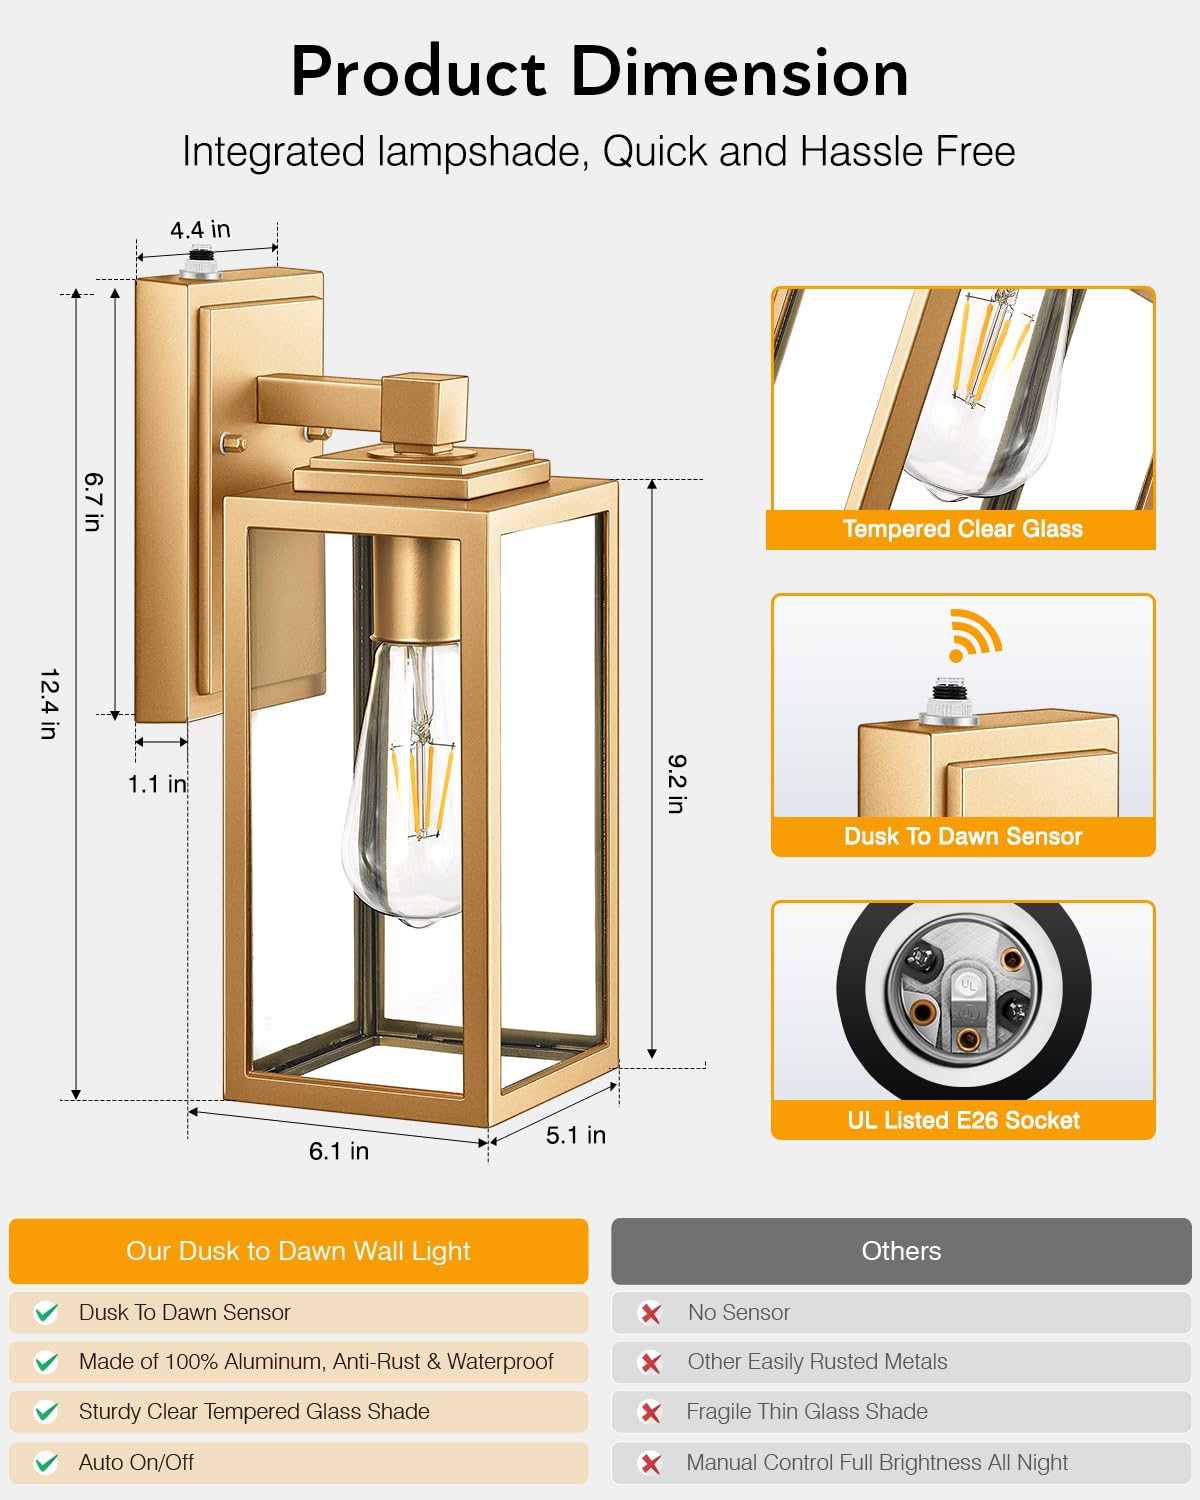 Product Dimension
Integrated lampshade, Quick and Hassle Free
4.4 in
6.7 in
12.4 in
1.1 in
9.2 in
6.1 in
5.1 in
Tempered Clear Glass
Dusk To Dawn Sensor
UL
UL
UL Listed E26 Socket
Our Dusk to Dawn Wall Light
Dusk To Dawn Sensor
Made of 100% Aluminum, Anti-Rust & Waterproof
Sturdy Clear Tempered Glass Shade
Auto On/Off
Others
No Sensor
Other Easily Rusted Metals
Fragile Thin Glass Shade
Manual Control Full Brightness All Night